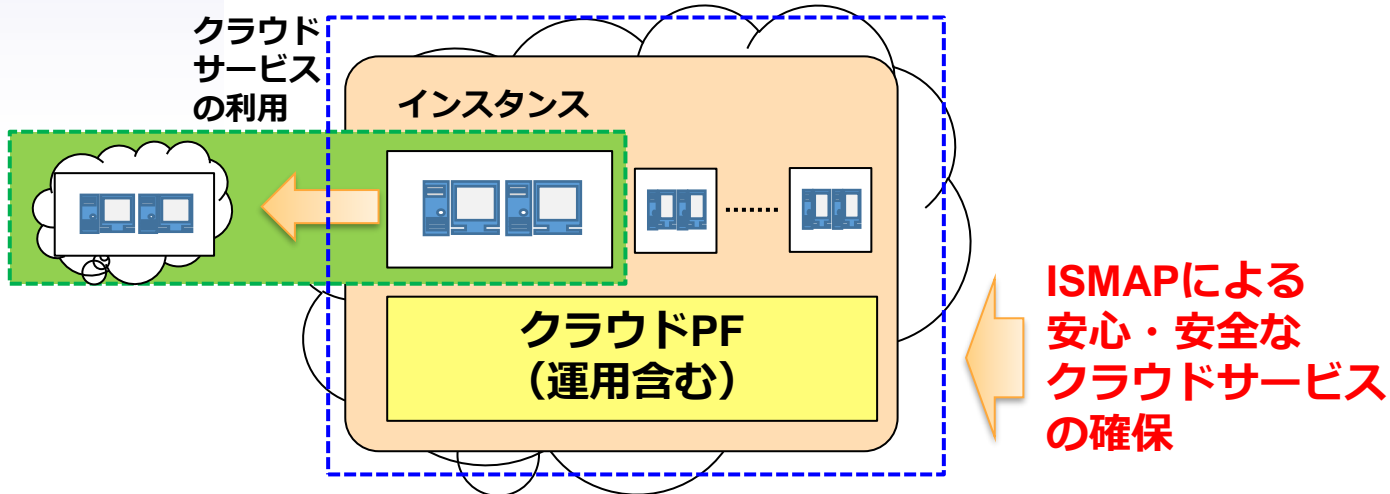 クラウド
サービス
の利用
インスタンス
クラウドPF
（運用含む）
ISMAPによる
安心・安全な
クラウドサービス
の確保